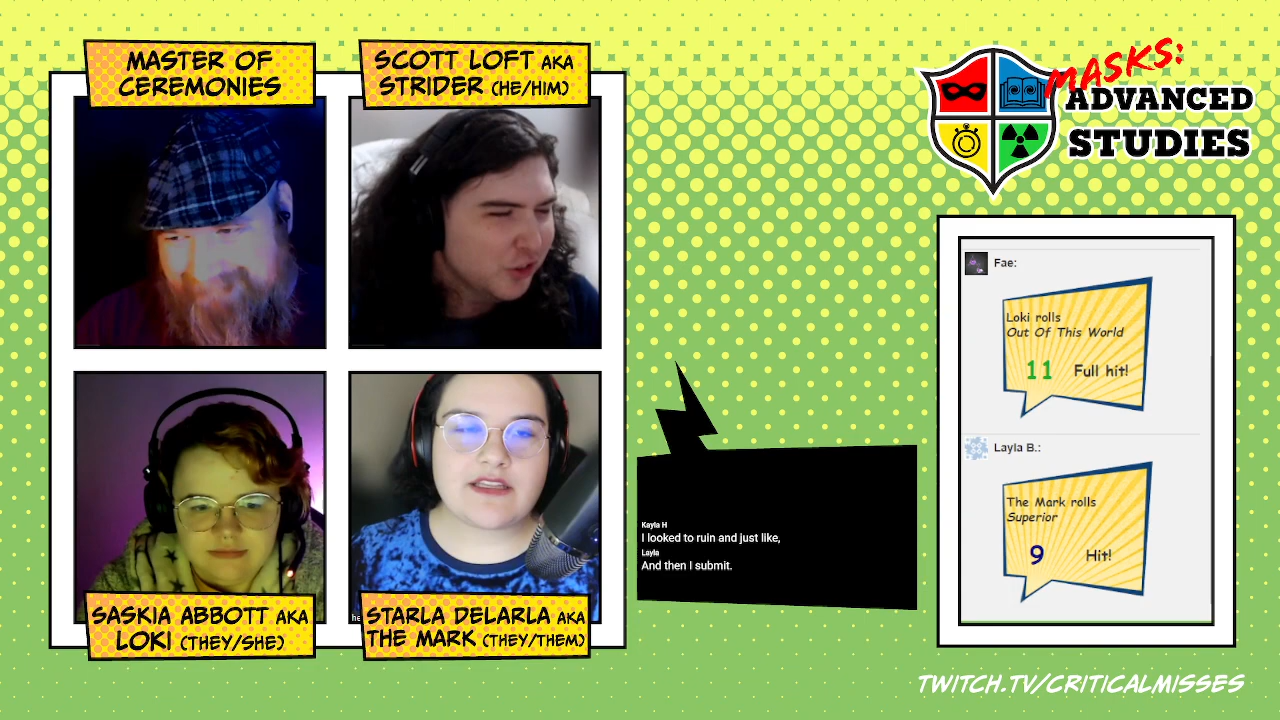 MASTER OF
CEREMONIES
SCOTT LOFT AKA
STRIDER (HE/HIM)
SASKIA ABBOTT AKA
LOKI (THEY/SHE)
STARLA DELARLA AKA
THE MARK (THEY/THEM)
he
Kayla H
I looked to ruin and just like,
Layla
And then I submit.
MASKS:
ADVANCED
STUDIES
Fae:
Loki rolls
Out Of This World
11 Full hit!
Layla B.:
The Mark rolls
Superior
9 Hit!
TWITCH.TV/CRITICALMISSES